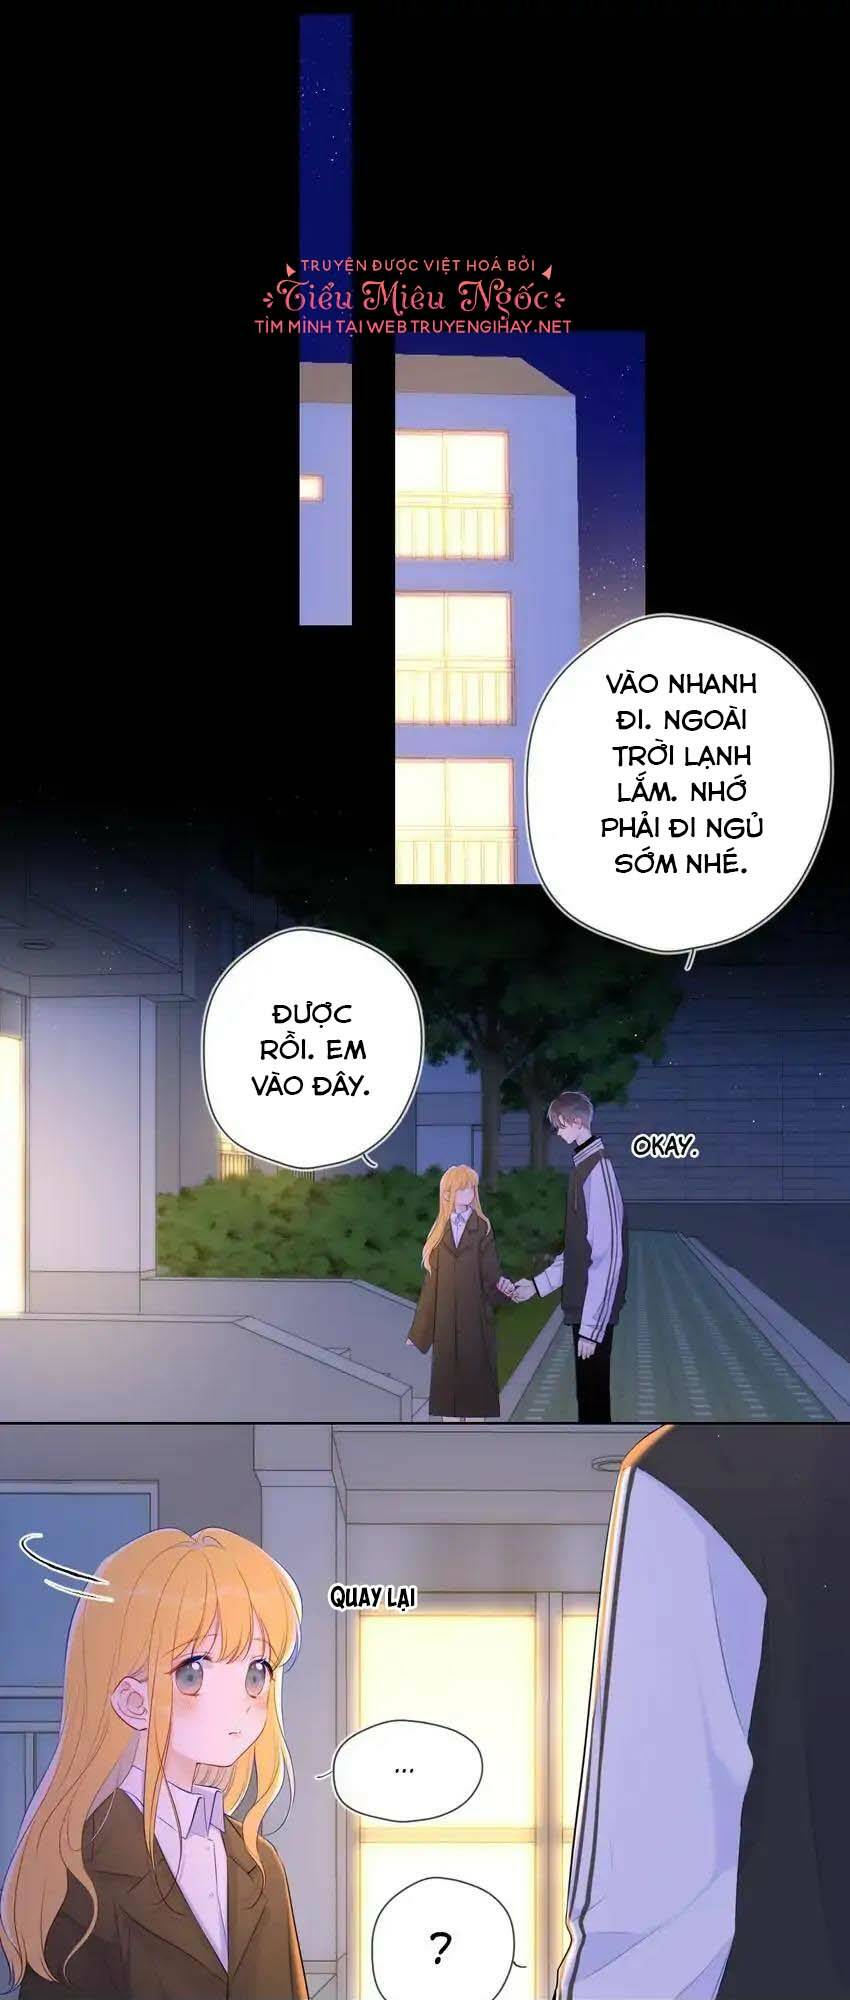 TRUYỆN ĐƯỢC VIỆT HOÁ BỞI
Tiểu Miêu Ngốc
TÌM MÌNH TẠI WEB TRUYENGIHAY.NET
VÀO NHANH
ĐI. NGOÀI
TRỜI LẠNH
LẮM. NHỚ
PHẢI ĐI NGỦ
SỚM NHÉ.
ĐƯỢC
RỒI. EM
VÀO ĐÂY.
OKAY.
QUAY LẠI
...
?